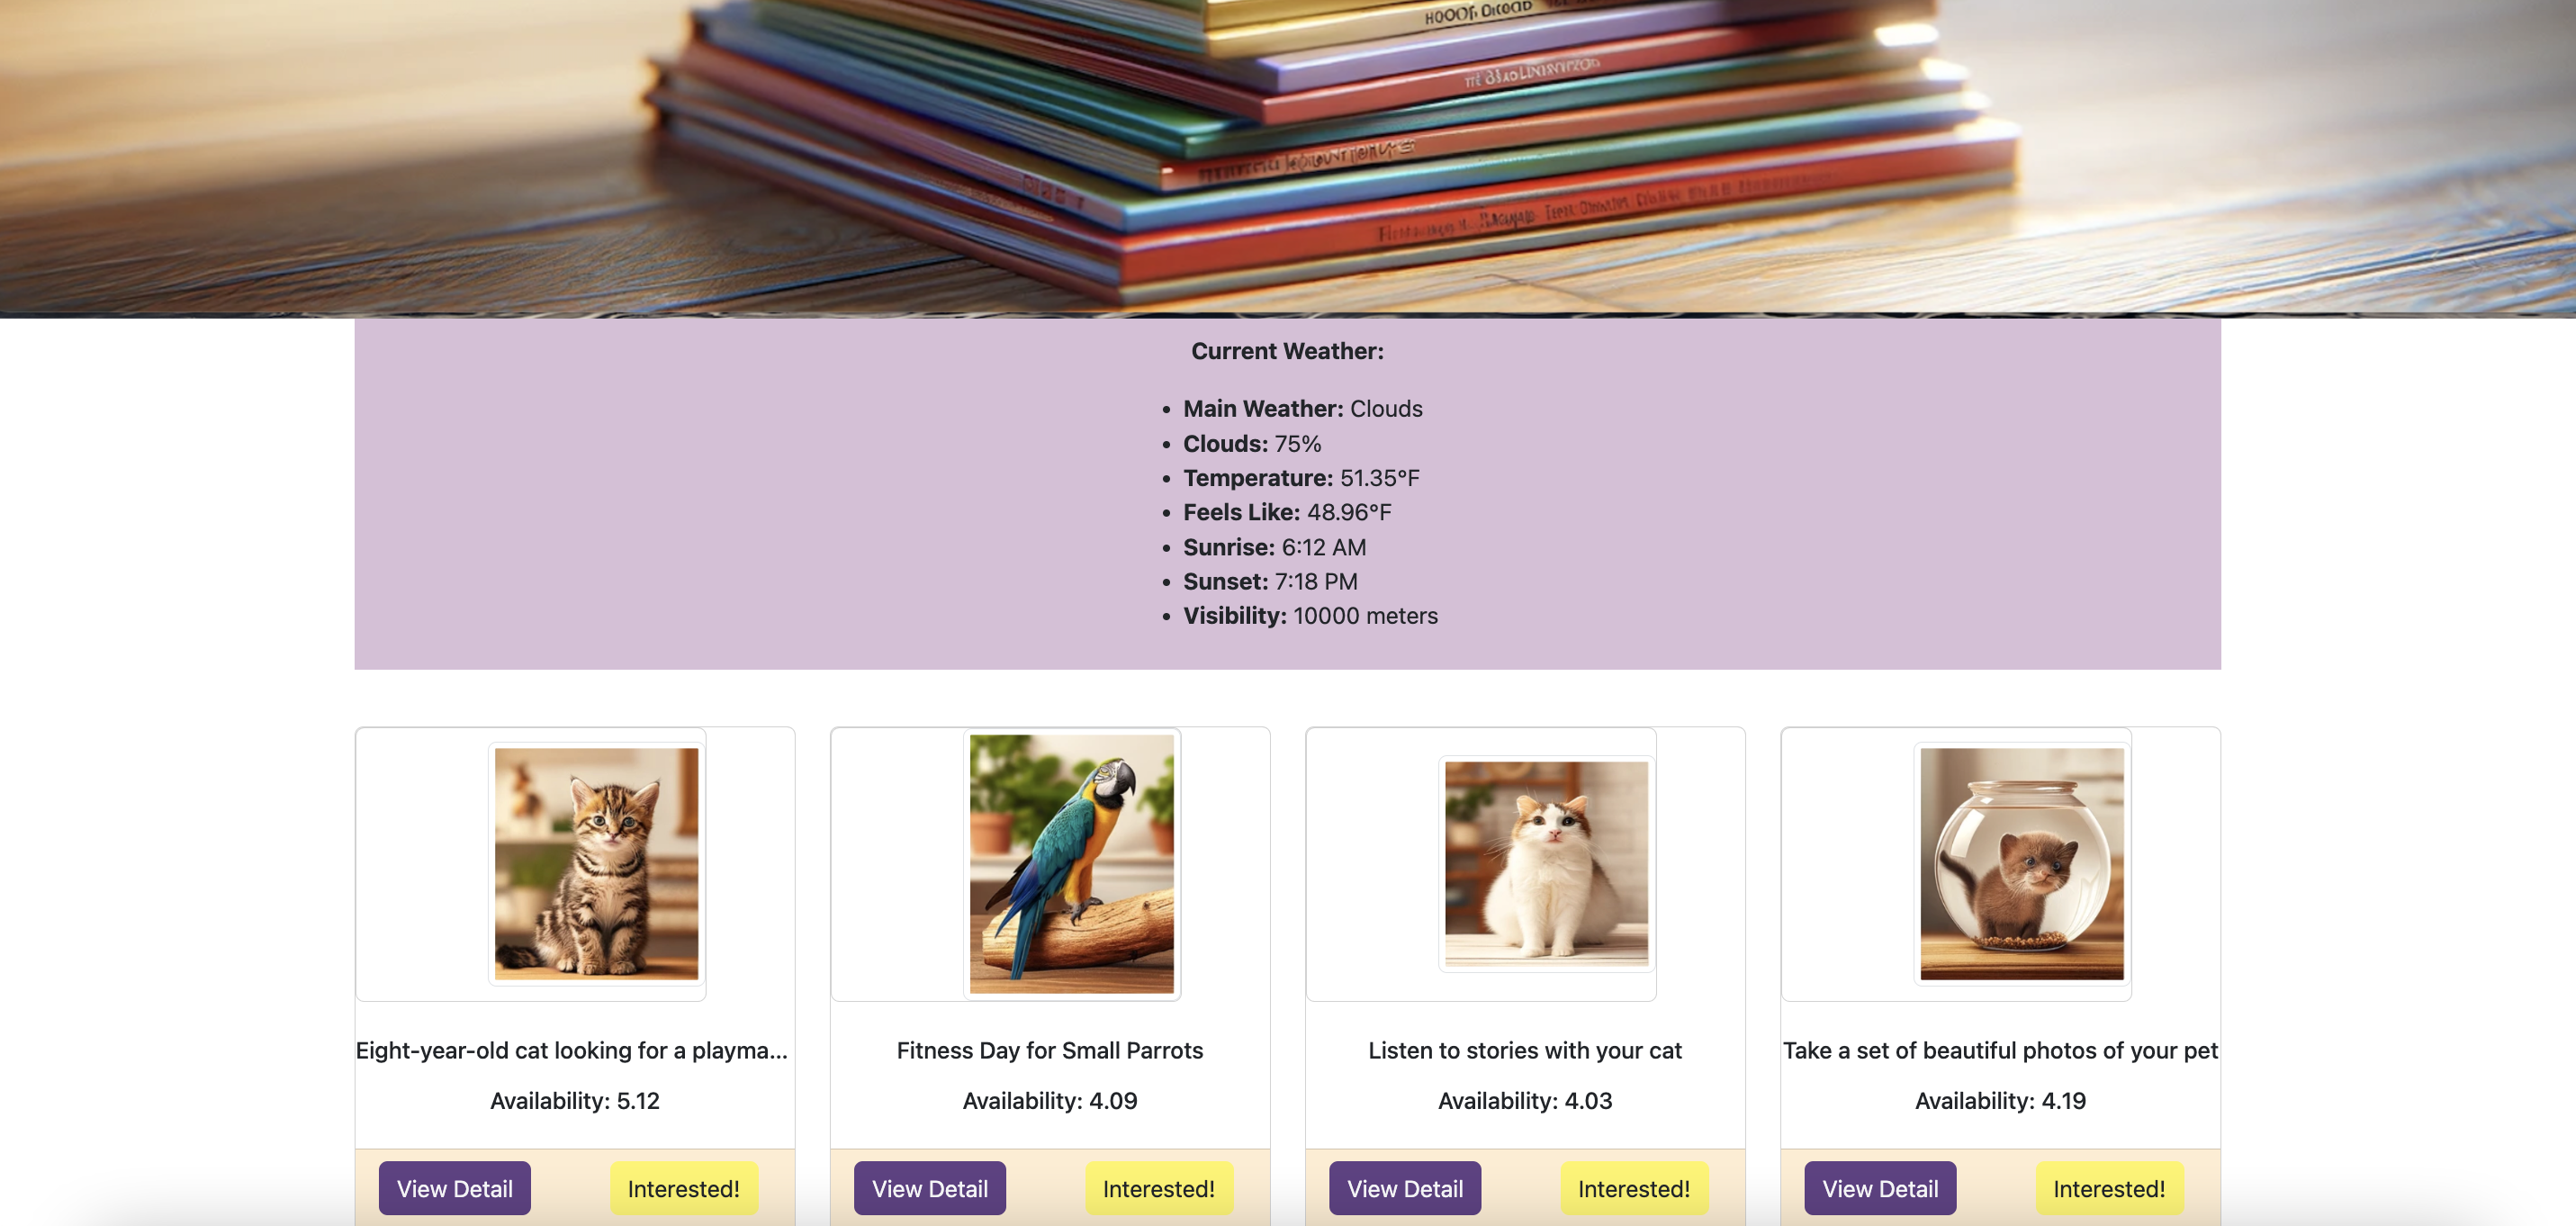 Current Weather:
• Main Weather: Clouds
• Clouds: 75%
• Temperature: 51.35°F
• Feels Like: 48.96°F
• Sunrise: 6:12 AM
• Sunset: 7:18 PM
• Visibility: 10000 meters
Eight-year-old cat looking for a playma...
Availability: 5.12
View Detail Interested!
Fitness Day for Small Parrots
Availability: 4.09
View Detail Interested!
Listen to stories with your cat
Availability: 4.03
View Detail Interested!
Take a set of beautiful photos of your pet
Availability: 4.19
View Detail Interested!